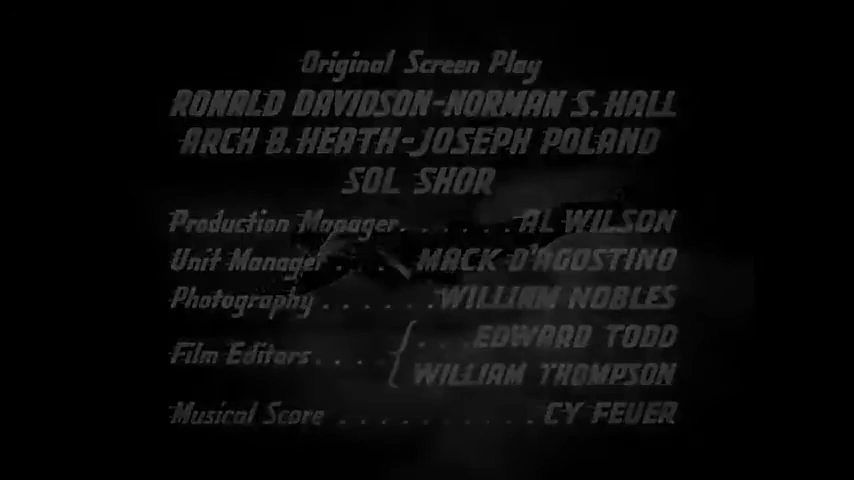 Original Screen Play
RONALD DAVIDSON-NORMAN S. HALL
ARCH B. HEATH-JOSEPH POLAND
SOL SHOR
Production Manager.......AL WILSON
Unit Manager.....MACK D'AGOSTINO
Photography.......WILLIAM NOBLES
Film Editors....{...EDWARD TODD
WILLIAM THOMPSON
Musical Score...........CY FEUER